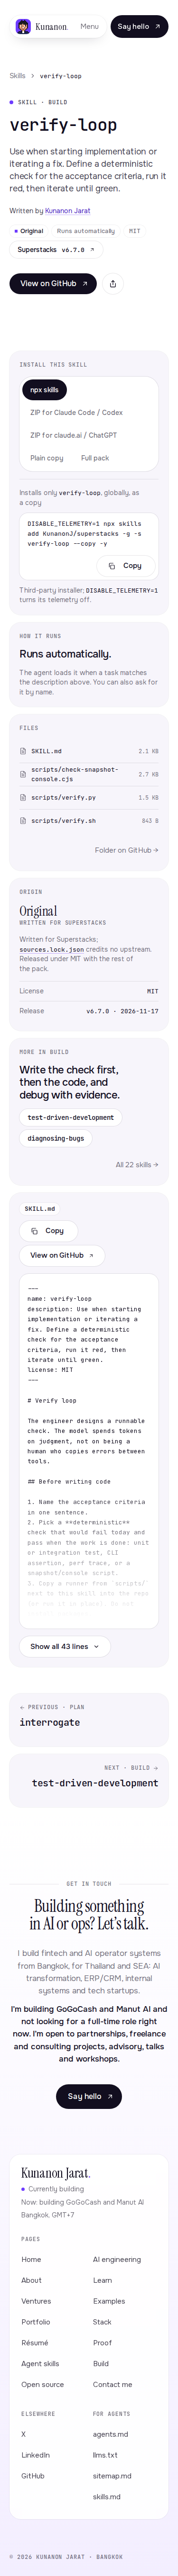 Kunanon. Menu Say hello ↗
Skills > verify-loop
SKILL · BUILD
verify-loop
Use when starting implementation or
iterating a fix. Define a deterministic
check for the acceptance criteria, run it
red, then iterate until green.
Written by Kunanon Jarat
Original Runs automatically MIT
Superstacks v6.7.0 ↗
View on GitHub ↗
INSTALL THIS SKILL
npx skills
ZIP for Claude Code / Codex
ZIP for claude.ai / ChatGPT
Plain copy Full pack
Installs only verify-loop, globally, as
a copy
DISABLE_TELEMETRY=1 npx skills
add KunanonJ/superstacks -g -s
verify-loop --copy -y
Copy
Third-party installer; DISABLE_TELEMETRY=1
turns its telemetry off.
HOW IT RUNS
Runs automatically.
The agent loads it when a task matches
the description above. You can also ask for
it by name.
FILES
SKILL.md 2.1 KB
scripts/check-snapshot-
console.cjs 2.7 KB
scripts/verify.py 1.5 KB
scripts/verify.sh 843 B
Folder on GitHub →
ORIGIN
Original
WRITTEN FOR SUPERSTACKS
Written for Superstacks;
sources.lock.json credits no upstream.
Released under MIT with the rest of
the pack.
License MIT
Release v6.7.0 · 2026-11-17
MORE IN BUILD
Write the check first,
then the code, and
debug with evidence.
test-driven-development
diagnosing-bugs
All 22 skills →
SKILL.md
Copy
View on GitHub ↗
---
name: verify-loop
description: Use when starting
implementation or iterating a
fix. Define a deterministic
check for the acceptance
criteria, run it red, then
iterate until green.
license: MIT
---
# Verify loop
The engineer designs a runnable
check. The model spends tokens
on judgment, not on being a
human who copies errors between
tools.
## Before writing code
1. Name the acceptance criteria
in one sentence.
2. Pick a **deterministic**
check that would fail today and
pass when the work is done: unit
or integration test, CLI
assertion, perf trace, or a
snapshot/console script.
3. Copy a runner from `scripts/`
next to this skill into the repo
Show all 43 lines
← PREVIOUS · PLAN
interrogate
NEXT · BUILD →
test-driven-development
GET IN TOUCH
Building something
in AI or ops? Let's talk.
I build fintech and AI operator systems
from Bangkok, for Thailand and SEA: AI
transformation, ERP/CRM, internal
systems and tech startups.
I'm building GoGoCash and Manut AI and
not looking for a full-time role right
now. I'm open to partnerships, freelance
and consulting projects, advisory, talks
and workshops.
Say hello ↗
Kunanon Jarat.
Currently building
Now: building GoGoCash and Manut AI
Bangkok, GMT+7
PAGES
Home AI engineering
About Learn
Ventures Examples
Portfolio Stack
Résumé Proof
Agent skills Build
Open source Contact me
ELSEWHERE FOR AGENTS
X agents.md
LinkedIn llms.txt
GitHub sitemap.md
skills.md
© 2026 KUNANON JARAT · BANGKOK